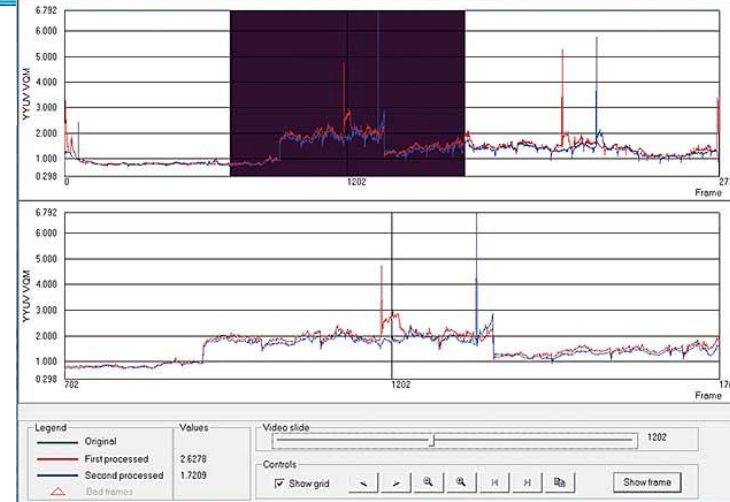 6.792
6.000
5.000
4.000
3.000
2.000
1.000
0.298
YYUV VQM
0
1202
27
Frame
6.792
6.000
5.000
4.000
3.000
2.000
1.000
0.298
YYUV VQM
702
1202
170
Frame
Legend
Values
Video slide
Original
1202
First processed
2.6278
Second processed
1.7209
Controls
Bad frames
Show grid
Show frame